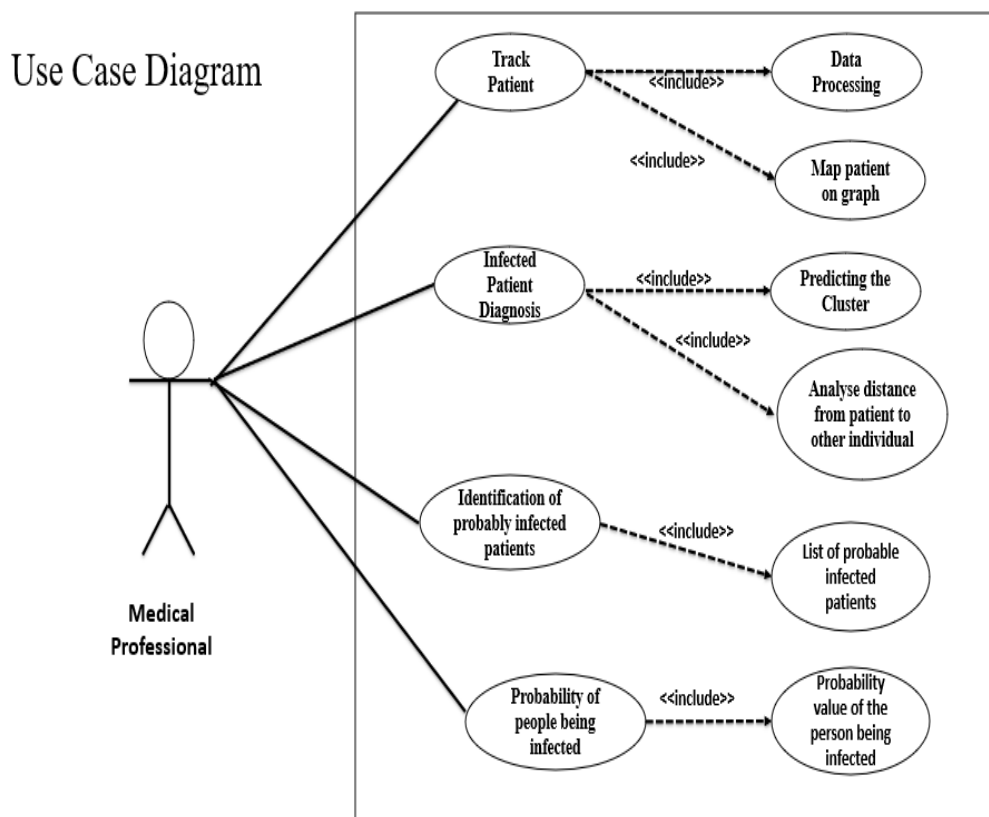 Use Case Diagram
Track
Patient
<<include>>
Data
Processing
<<include>>
Map patient
on graph
Infected
Patient
Diagnosis
<<include>>
Predicting the
Cluster
<<include>>
Analyse distance
from patient to
other individual
Identification of
probably infected
patients
<<include>>
List of probable
infected
patients
Medical
Professional
Probability of
people being
infected
<<include>>
Probability
value of the
person being
infected